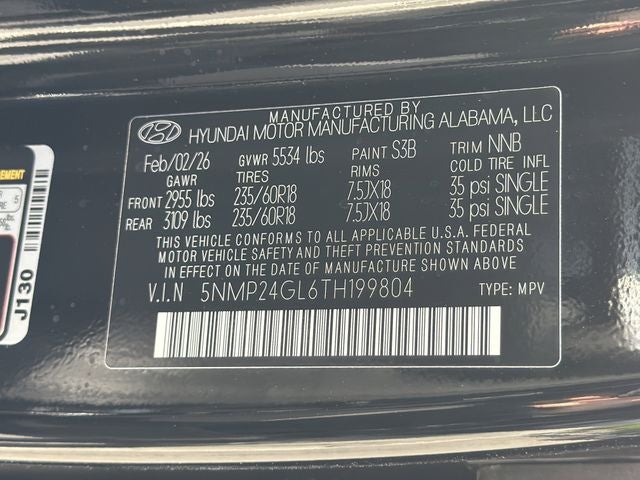 MANUFACTURED BY
HYUNDAI MOTOR MANUFACTURING ALABAMA, LLC
Feb/02/26 GVWR 5534 lbs PAINT S3B TRIM NNB
GAWR TIRES RIMS COLD TIRE INFL
FRONT 2955 lbs 235/60R18 7.5JX18 35 psi SINGLE
REAR 3109 lbs 235/60R18 7.5JX18 35 psi SINGLE
THIS VEHICLE CONFORMS TO ALL APPLICABLE U.S.A. FEDERAL
MOTOR VEHICLE SAFETY AND THEFT PREVENTION STANDARDS
IN EFFECT ON THE DATE OF MANUFACTURE SHOWN ABOVE.
V.I.N 5NMP24GL6TH199804 TYPE: MPV
J130